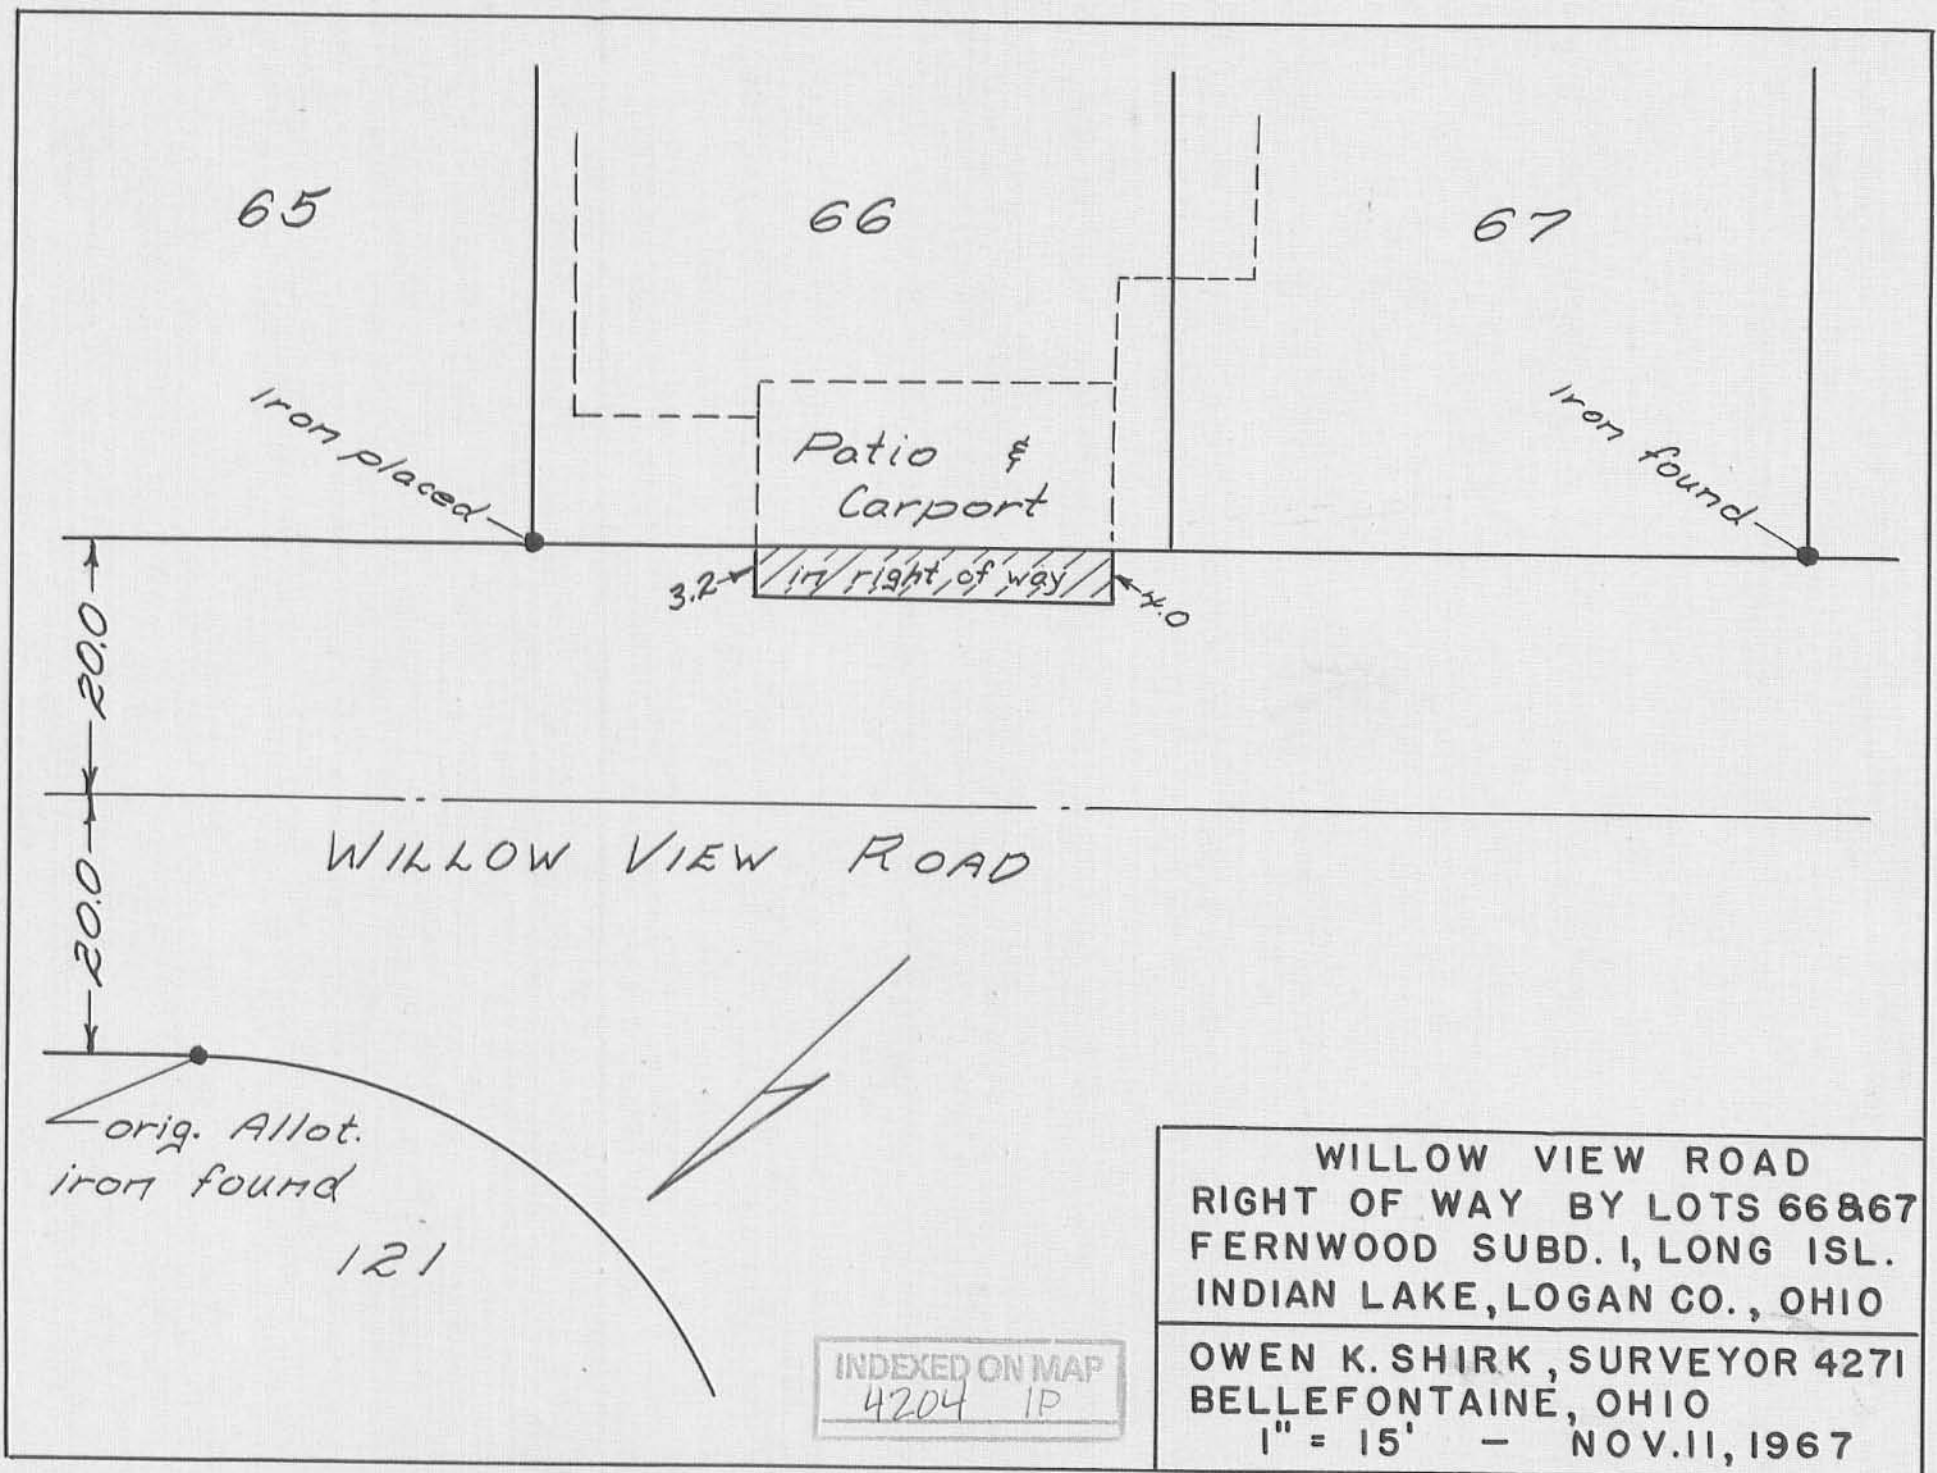 65
66
67
Iron placed
Iron found
Patio &
Carport
in right of way
3.2
4.0
20.0
20.0
WILLOW VIEW ROAD
orig. Allot.
iron found
121
INDEXED ON MAP
4204 1P
WILLOW VIEW ROAD
RIGHT OF WAY BY LOTS 66&67
FERNWOOD SUBD. 1, LONG ISL.
INDIAN LAKE, LOGAN CO., OHIO
OWEN K. SHIRK, SURVEYOR 4271
BELLEFONTAINE, OHIO
1" = 15' - NOV. 11, 1967